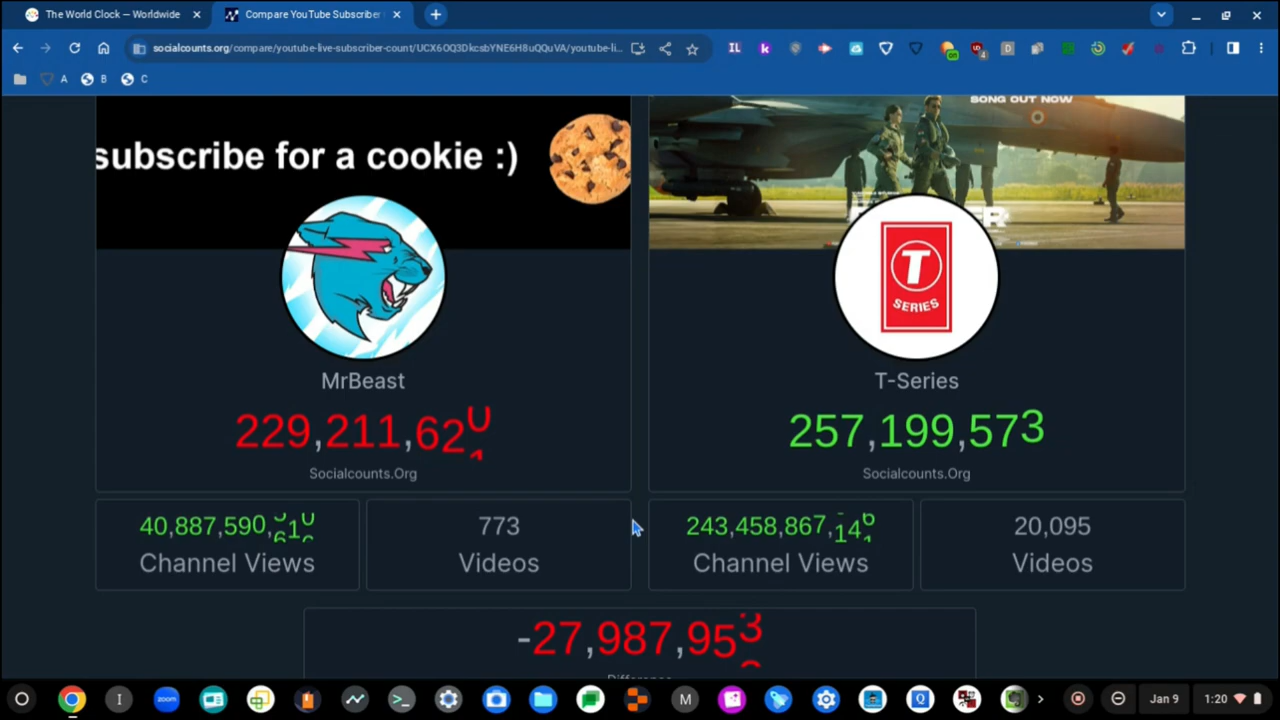 The World Clock — Worldwide
Compare YouTube Subscriber
socialcounts.org/compare/youtube-live-subscriber-count/UCX6OQ3DkcsbYNE6H8uQQuVA/youtube-li...
A B C
subscribe for a cookie :)
SONG OUT NOW
T
SERIES
MrBeast
T-Series
229,211,62
257,199,573
Socialcounts.Org
Socialcounts.Org
40,887,590,
773
243,458,867,
20,095
Channel Views
Videos
Channel Views
Videos
-27,987,95
zoom
Jan 9
1:20